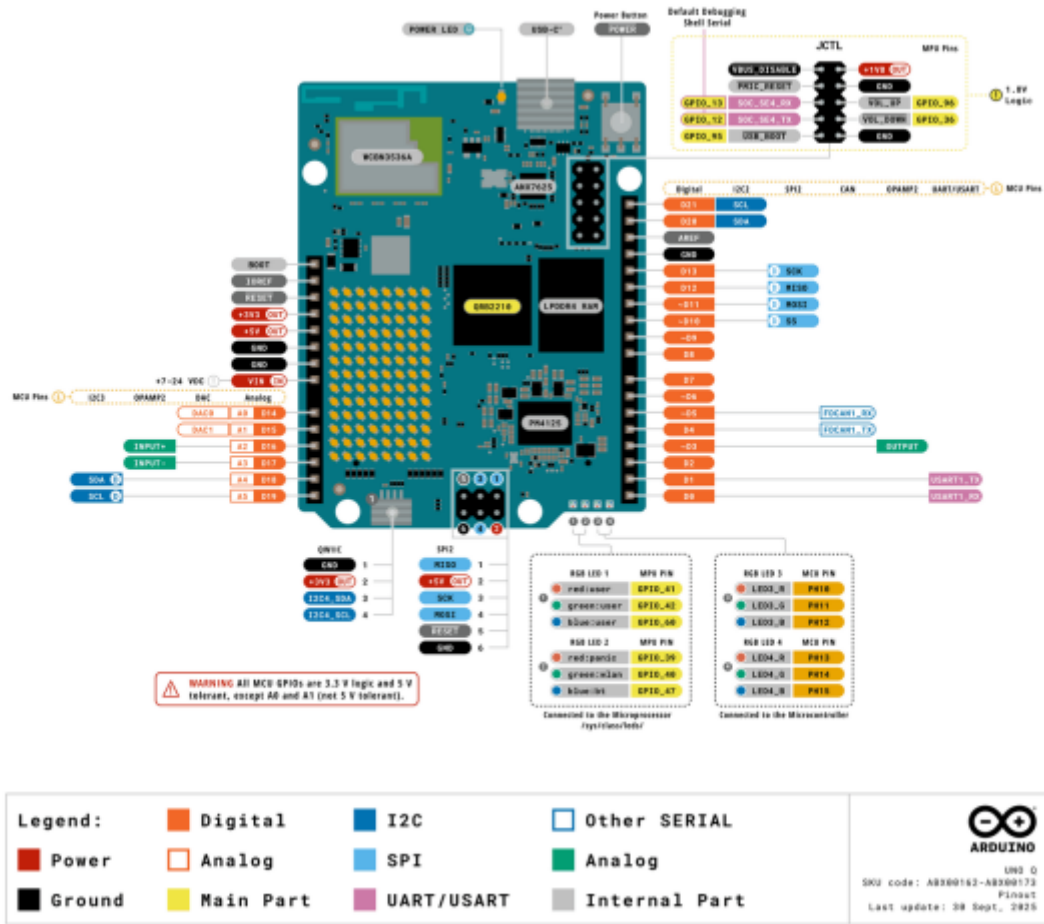 POWER LED
USB-C®
Power Button
POWER
Default Debugging
Shell Serial
JCTL
MPU Pins
VBUS_DISABLE
+1V8 OUT
PMIC_RESET
GND
GPIO_13 SOC_SE4_RX
VOL_UP GPIO_96
GPIO_12 SOC_SE4_TX
VOL_DOWN GPIO_36
GPIO_95 USB_BOOT
GND
1.8V
Logic
WCBN3536A
ANX7625
QRB2210
LPDDR4 RAM
PM4125
Digital I2C2 SPI2 CAN OPAMP2 UART/USART MCU Pins
D21 SCL
D20 SDA
AREF
GND
D13 SCK
D12 MISO
~D11 MOSI
~D10 SS
~D9
D8
D7
~D6
~D5 FDCAN1_RX
D4 FDCAN1_TX
~D3 OUTPUT
D2
D1 USART1_TX
D0 USART1_RX
BOOT
IOREF
RESET
+3V3 OUT
+5V OUT
GND
GND
+7-24 VDC VIN IN
MCU Pins I2C3 OPAMP2 DAC Analog
DAC0 A0 D14
DAC1 A1 D15
INPUT+ A2 D16
INPUT- A3 D17
SDA A4 D18
SCL A5 D19
QWIIC
GND 1
+3V3 OUT 2
I2C4_SDA 3
I2C4_SCL 4
SPI2
MISO 1
+5V OUT 2
SCK 3
MOSI 4
RESET 5
GND 6
RGB LED 1 MPU PIN
red:user GPIO_41
green:user GPIO_42
blue:user GPIO_60
RGB LED 2 MPU PIN
red:panic GPIO_39
green:wlan GPIO_40
blue:bt GPIO_47
Connected to the Microprocessor
/sys/class/leds/
RGB LED 3 MCU PIN
LED3_R PH10
LED3_G PH11
LED3_B PH12
RGB LED 4 MCU PIN
LED4_R PH13
LED4_G PH14
LED4_B PH15
Connected to the Microcontroller
WARNING All MCU GPIOs are 3.3 V logic and 5 V
tolerant, except A0 and A1 (not 5 V tolerant).
Legend:
Digital
I2C
Other SERIAL
Power
Analog
SPI
Analog
Ground
Main Part
UART/USART
Internal Part
ARDUINO
UNO Q
SKU code: ABX00162-ABX00173
Pinout
Last update: 30 Sept, 2025